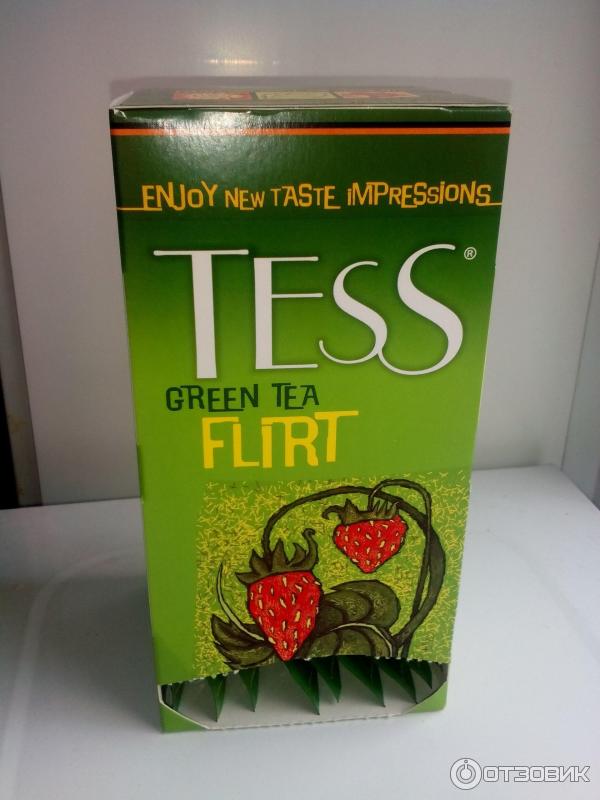 ENJOY NEW TASTE iMPRESSiONS
TESS®
GREEN TEA
FLIRT
ОТЗОВИК